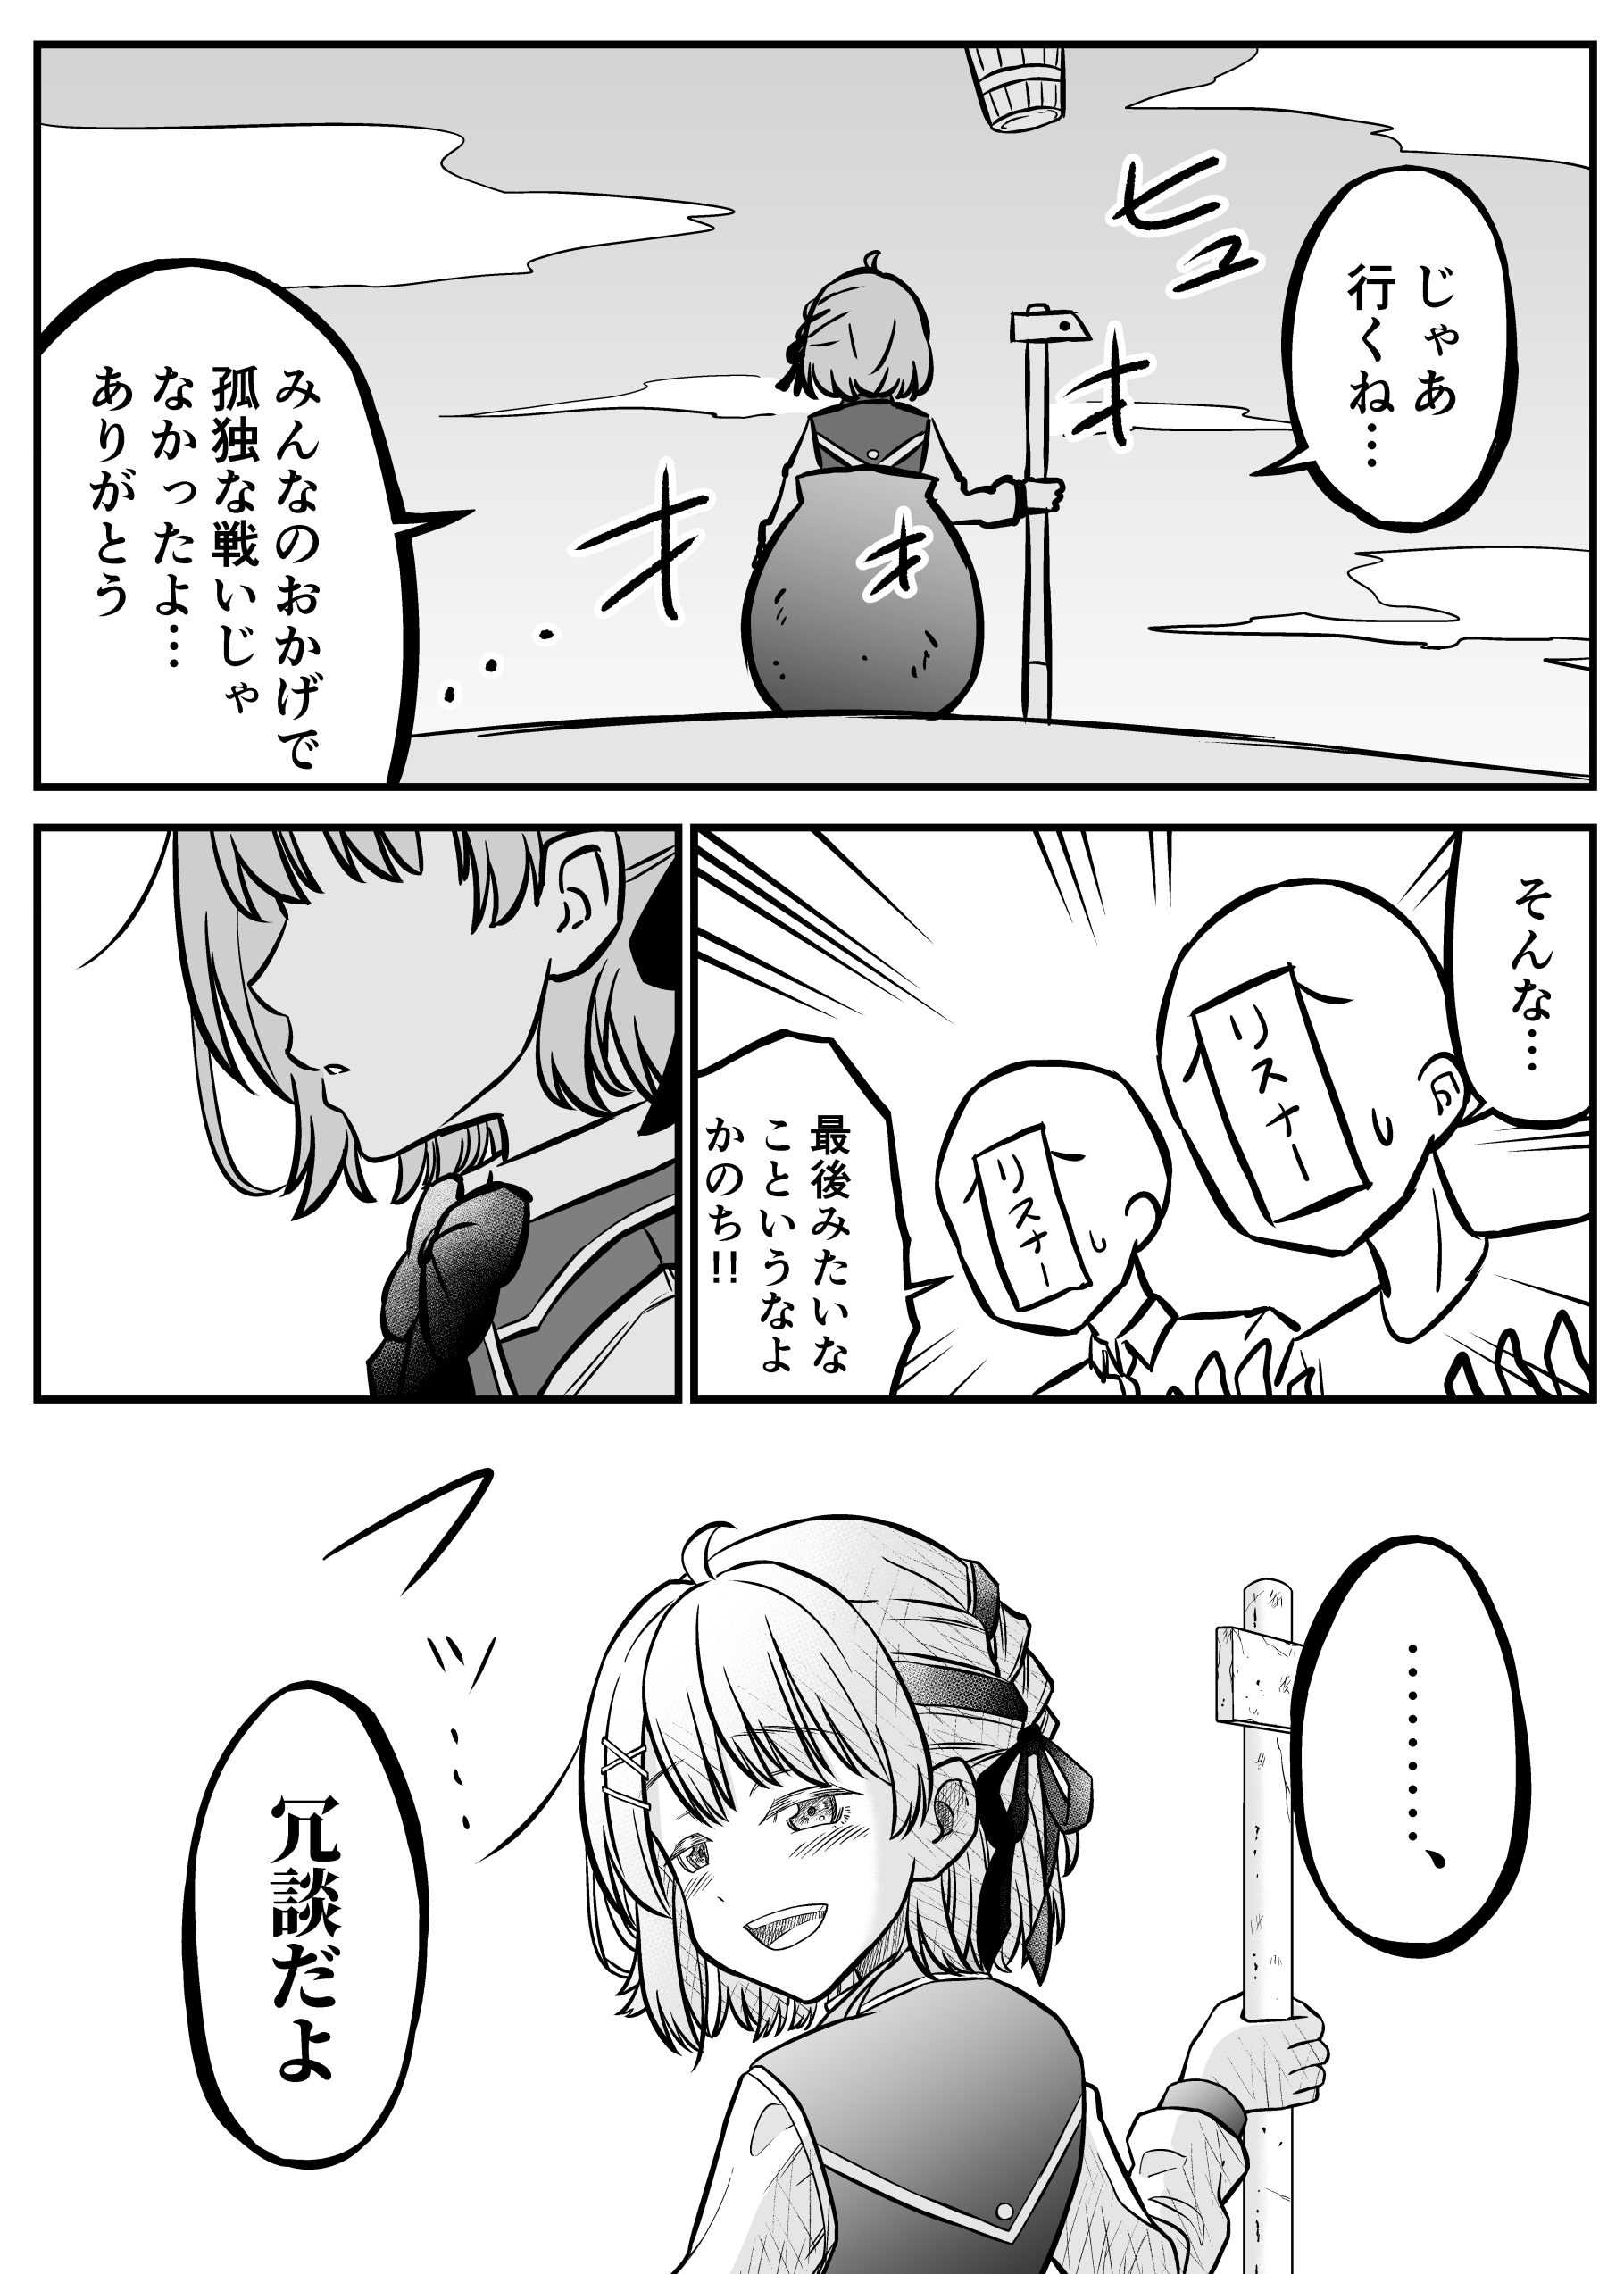 じゃあ
行くね…
ヒュオオオ…
みんなのおかげで
孤独な戦いじゃ
なかったよ…
ありがとう
そんな…
リスナー
リスナー
最後みたいな
こというなよ
かのち!!
………、
フッ…
冗談だよ